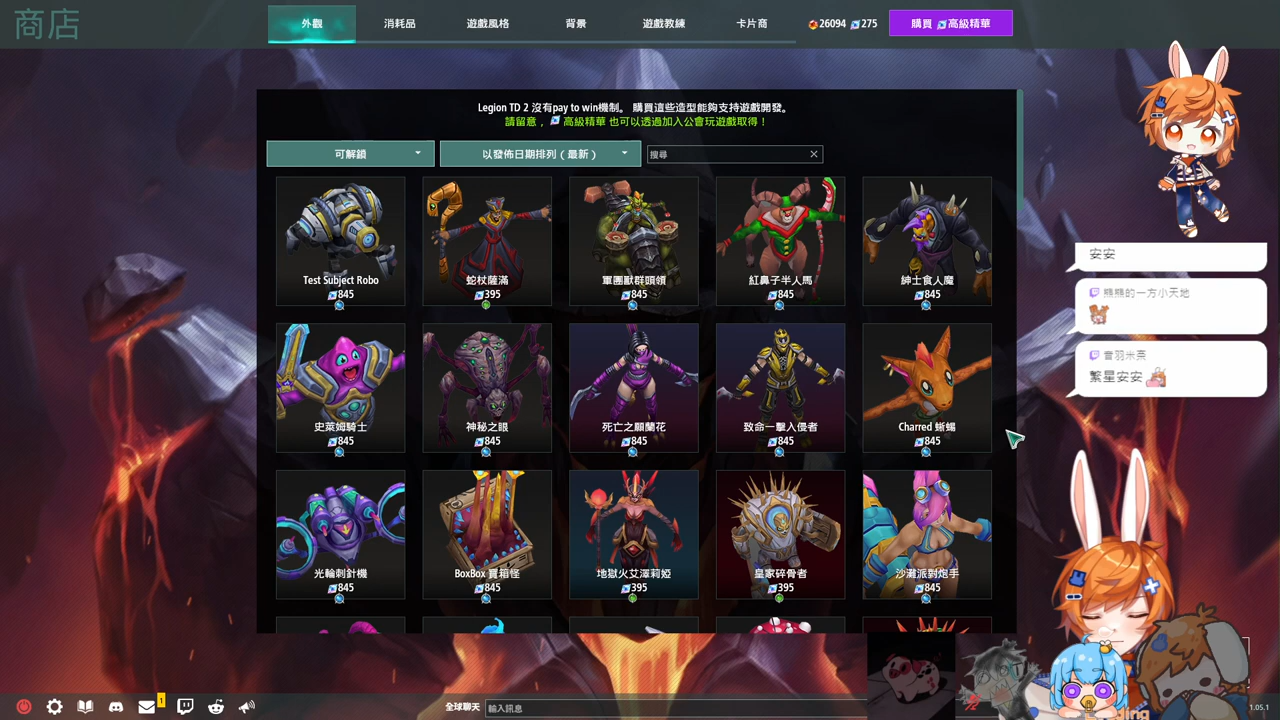 商店
外觀 消耗品 遊戲風格 背景 遊戲教練 卡片商 26094 275 購買 高級精華
Legion TD 2 沒有pay to win機制。 購買這些造型能夠支持遊戲開發。
請留意， 高級精華 也可以透過加入公會玩遊戲取得！
可解鎖 以發佈日期排列 ( 最新 ) 搜尋
Test Subject Robo 蛇杖薩滿 軍團獸群頭領 紅鼻子半人馬 紳士食人魔
845 395 845 845 845
史萊姆騎士 神秘之眼 死亡之願蘭花 致命一擊入侵者 Charred 蜥蜴
845 845 845 845 845
光輪刺針機 BoxBox 寶箱怪 地獄火艾澤莉婭 皇家碎骨者 沙灘派對炮手
845 845 395 395 845
安安
熊熊的一方小天地
音羽米奈
繁星安安
1
全球聊天 輸入訊息
1.05.1